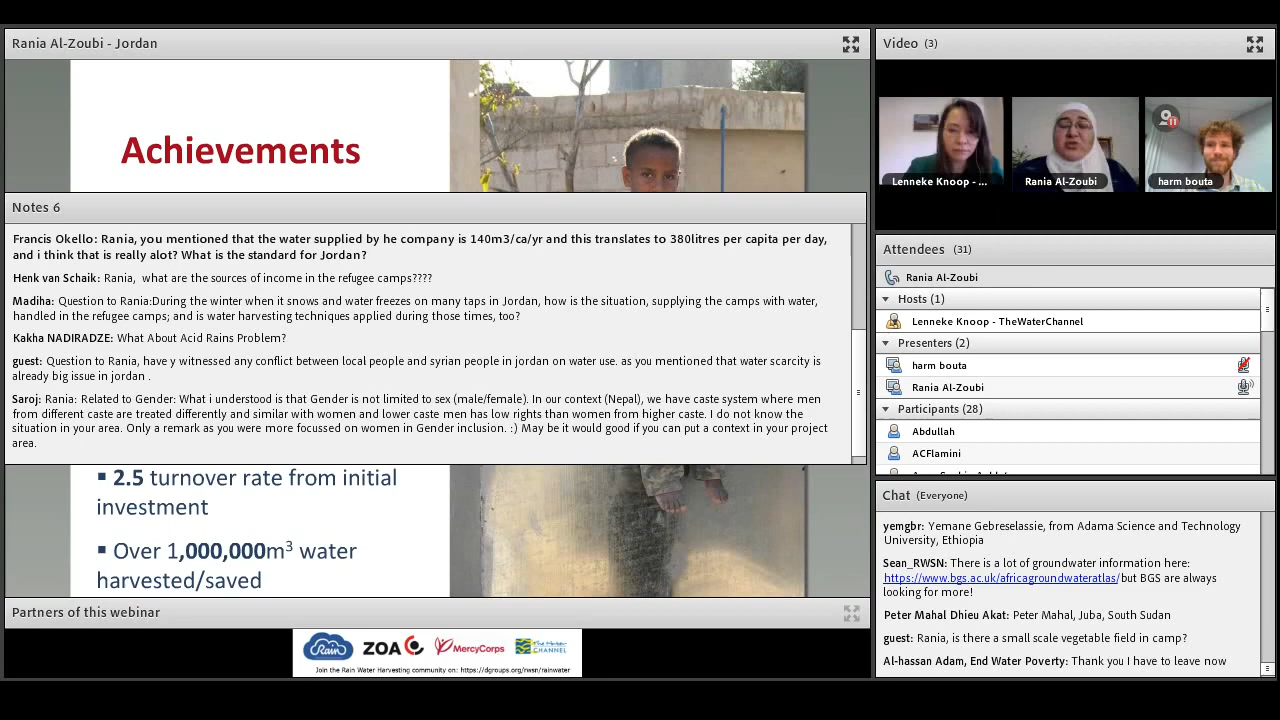 Rania Al-Zoubi - Jordan
Achievements
Notes 6
Francis Okello: Rania, you mentioned that the water supplied by he company is 140m3/ca/yr and this translates to 380litres per capita per day,
and i think that is really alot? What is the standard for Jordan?
Henk van Schaik: Rania, what are the sources of income in the refugee camps????
Madiha: Question to Rania:During the winter when it snows and water freezes on many taps in Jordan, how is the situation, supplying the camps with water,
handled in the refugee camps; and is water harvesting techniques applied during those times, too?
Kakha NADIRADZE: What About Acid Rains Problem?
guest: Question to Rania, have y witnessed any conflict between local people and syrian people in jordan on water use. as you mentioned that water scarcity is
already big issue in jordan .
Saroj: Rania: Related to Gender: What i understood is that Gender is not limited to sex (male/female). In our context (Nepal), we have caste system where men
from different caste are treated differently and similar with women and lower caste men has low rights than women from higher caste. I do not know the
situation in your area. Only a remark as you were more focussed on women in Gender inclusion. :) May be it would good if you can put a context in your project
area.
▪ 2.5 turnover rate from initial
investment
▪ Over 1,000,000m³ water
harvested/saved
Partners of this webinar
Rain
ZOA
MercyCorps
The Water
CHANNEL
Join the Rain Water Harvesting community on: https://dgroups.org/rwsn/rainwater
Video (3)
Lenneke Knoop - ...
Rania Al-Zoubi
harm bouta
Attendees (31)
Rania Al-Zoubi
Hosts (1)
Lenneke Knoop - TheWaterChannel
Presenters (2)
harm bouta
Rania Al-Zoubi
Participants (28)
Abdullah
ACFlamini
Chat (Everyone)
yemgbr: Yemane Gebreselassie, from Adama Science and Technology
University, Ethiopia
Sean_RWSN: There is a lot of groundwater information here:
https://www.bgs.ac.uk/africagroundwateratlas/but BGS are always
looking for more!
Peter Mahal Dhieu Akat: Peter Mahal, Juba, South Sudan
guest: Rania, is there a small scale vegetable field in camp?
Al-hassan Adam, End Water Poverty: Thank you I have to leave now